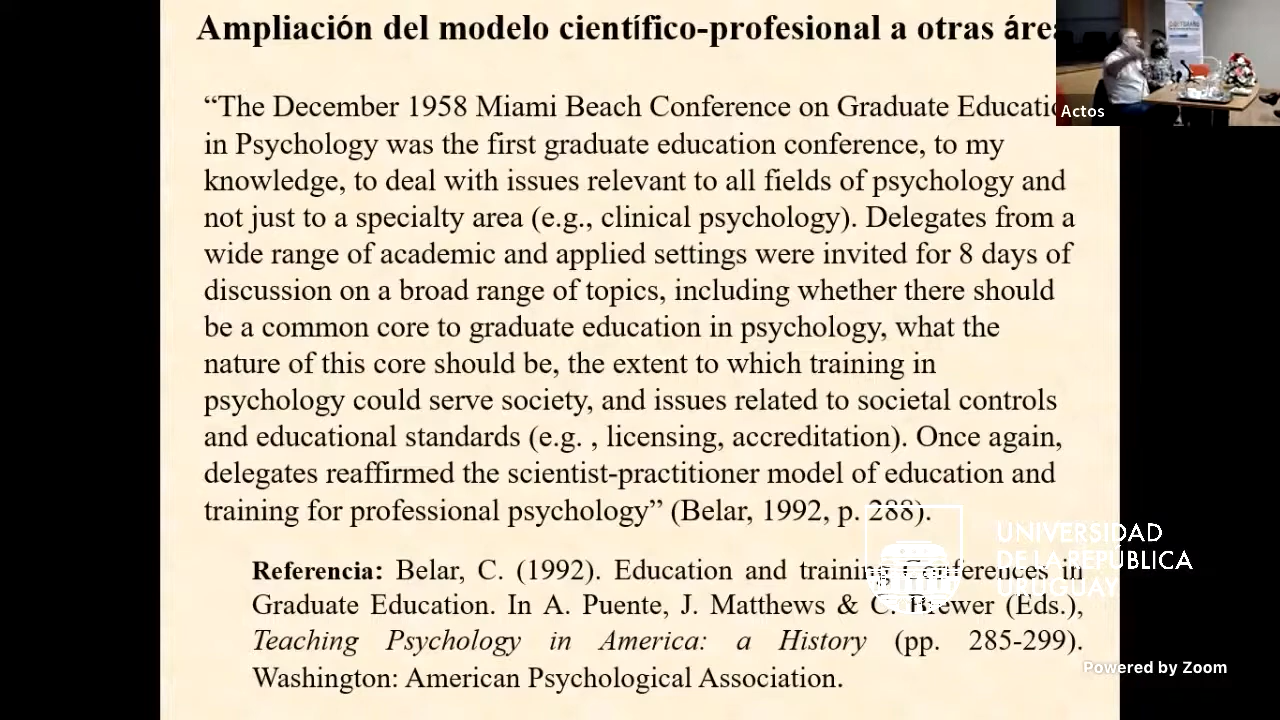 Ampliación del modelo científico-profesional a otras área
“The December 1958 Miami Beach Conference on Graduate Educatio
in Psychology was the first graduate education conference, to my
knowledge, to deal with issues relevant to all fields of psychology and
not just to a specialty area (e.g., clinical psychology). Delegates from a
wide range of academic and applied settings were invited for 8 days of
discussion on a broad range of topics, including whether there should
be a common core to graduate education in psychology, what the
nature of this core should be, the extent to which training in
psychology could serve society, and issues related to societal controls
and educational standards (e.g. , licensing, accreditation). Once again,
delegates reaffirmed the scientist-practitioner model of education and
training for professional psychology” (Belar, 1992, p. 288).
Referencia: Belar, C. (1992). Education and training Conferences in
Graduate Education. In A. Puente, J. Matthews & C. Brewer (Eds.),
Teaching Psychology in America: a History (pp. 285-299).
Washington: American Psychological Association.
Actos
UNIVERSIDAD
DE LA REPÚBLICA
URUGUAY
Powered by Zoom